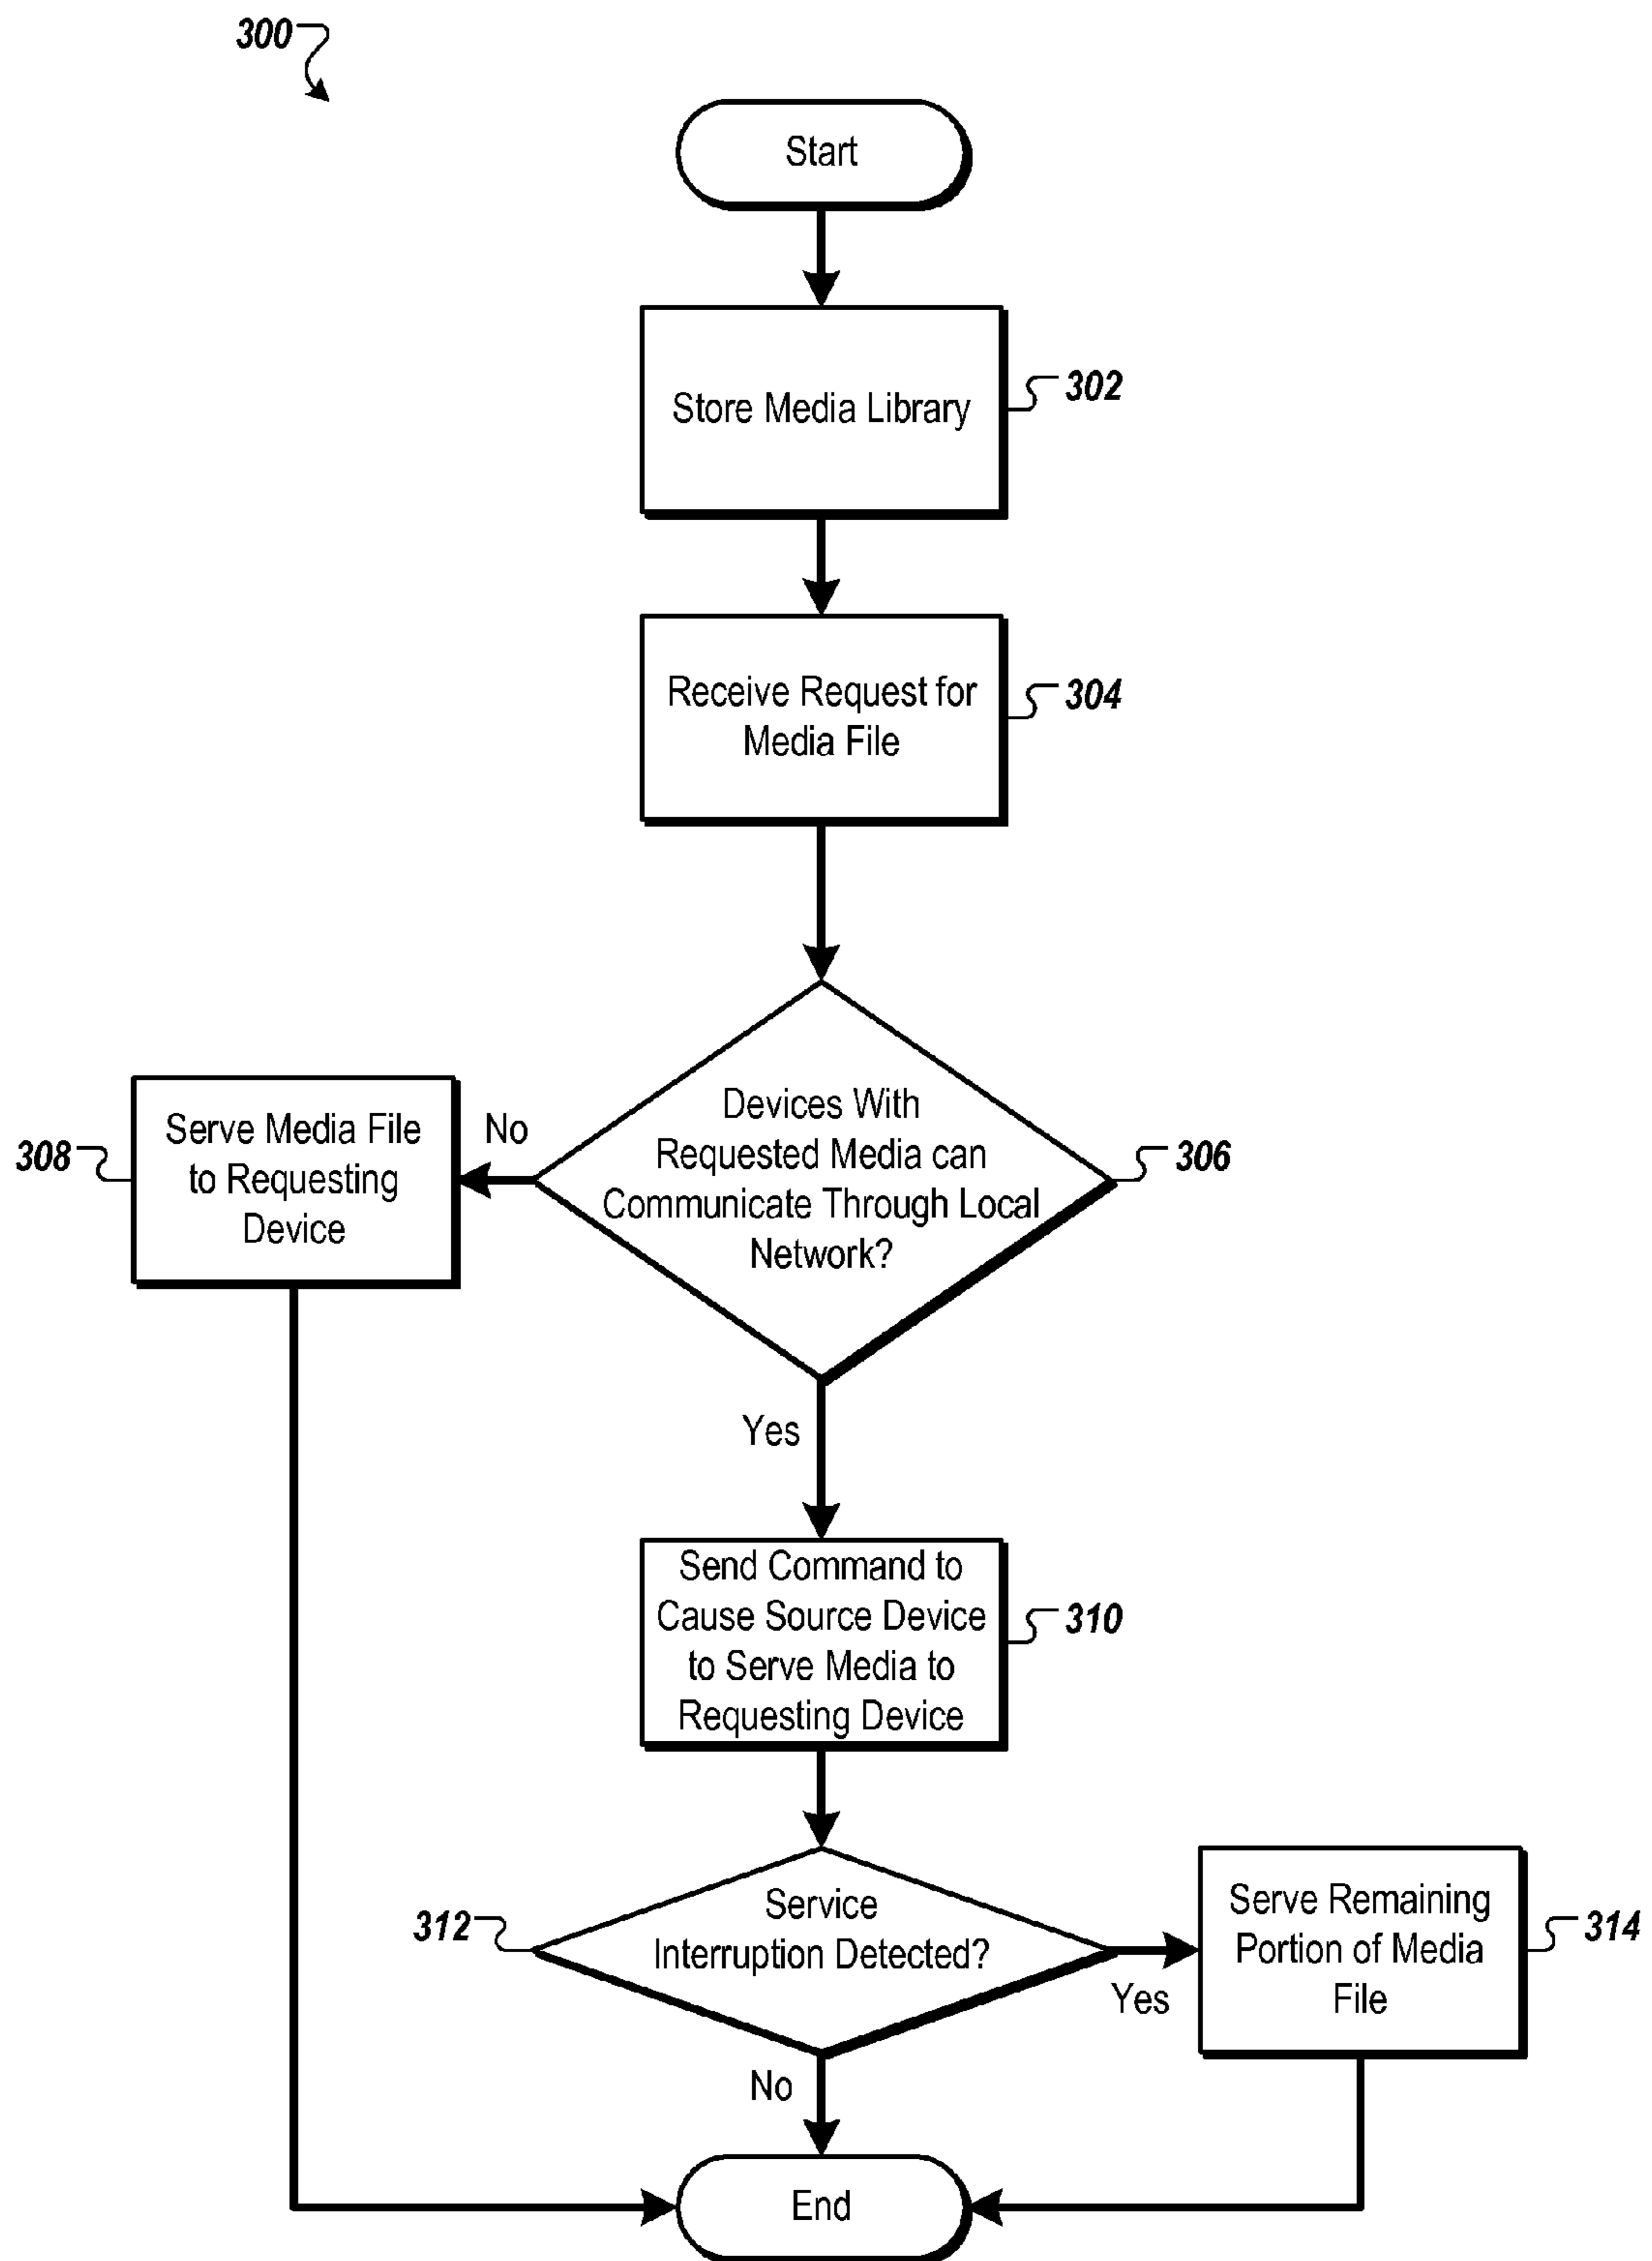 300
Start
Store Media Library
302
Receive Request for
Media File
304
Devices With
Requested Media can
Communicate Through Local
Network?
306
No
Serve Media File
to Requesting
Device
308
Yes
Send Command to
Cause Source Device
to Serve Media to
Requesting Device
310
Service
Interruption Detected?
312
Yes
Serve Remaining
Portion of Media
File
314
No
End